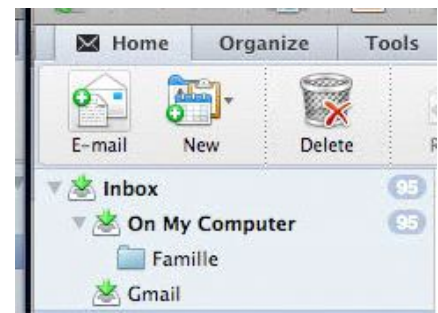 Home Organize Tools
E-mail New Delete
Inbox 95
On My Computer 95
Famille
Gmail